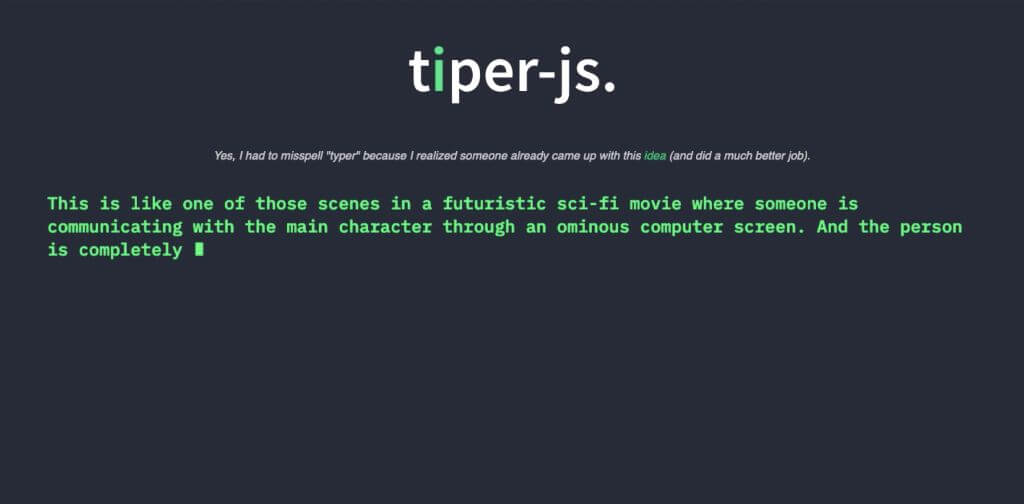 tiper-js.
Yes, I had to misspell "typer" because I realized someone already came up with this idea (and did a much better job).
This is like one of those scenes in a futuristic sci-fi movie where someone is
communicating with the main character through an ominous computer screen. And the person
is completely